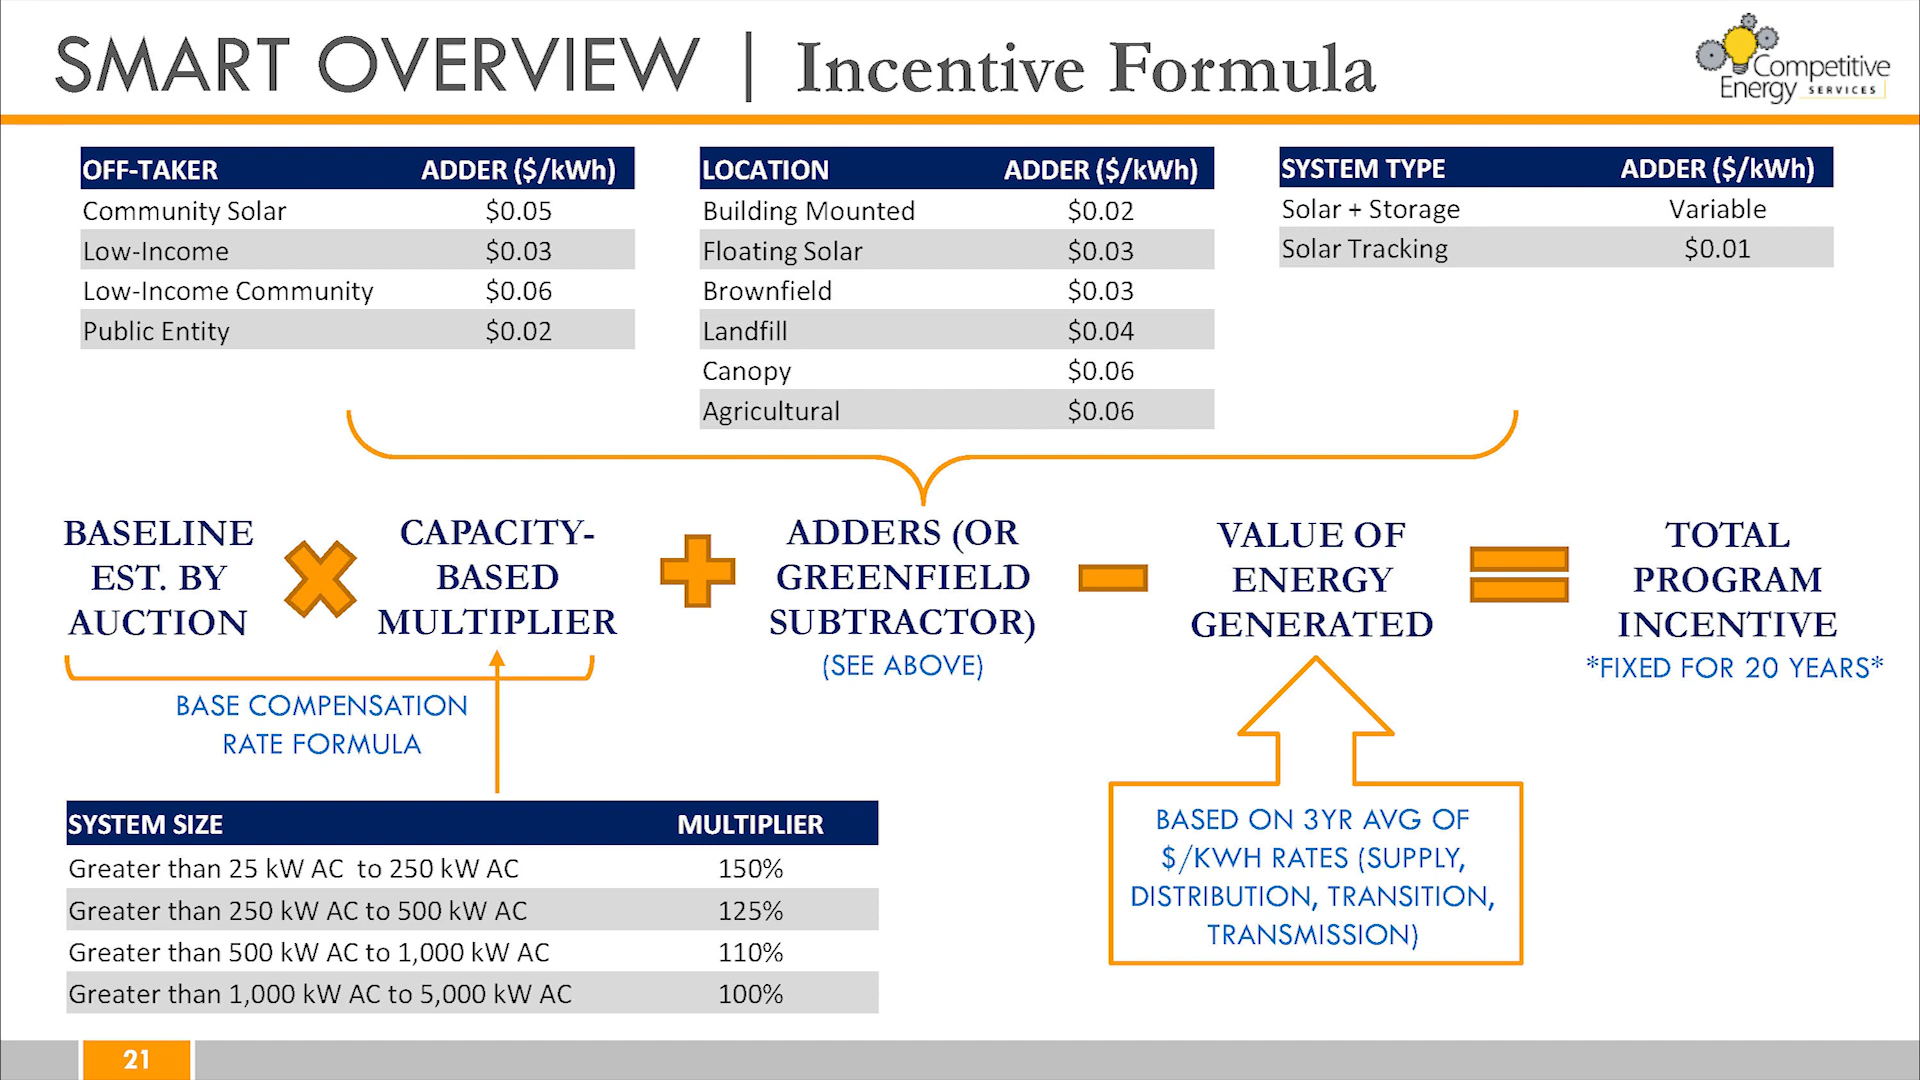 SMART OVERVIEW | Incentive Formula
Competitive
Energy SERVICES
OFF-TAKER ADDER ($/kWh)
Community Solar $0.05
Low-Income $0.03
Low-Income Community $0.06
Public Entity $0.02
LOCATION ADDER ($/kWh)
Building Mounted $0.02
Floating Solar $0.03
Brownfield $0.03
Landfill $0.04
Canopy $0.06
Agricultural $0.06
SYSTEM TYPE ADDER ($/kWh)
Solar + Storage Variable
Solar Tracking $0.01
BASELINE
EST. BY
AUCTION
CAPACITY-
BASED
MULTIPLIER
ADDERS (OR
GREENFIELD
SUBTRACTOR)
(SEE ABOVE)
VALUE OF
ENERGY
GENERATED
TOTAL
PROGRAM
INCENTIVE
*FIXED FOR 20 YEARS*
BASE COMPENSATION
RATE FORMULA
SYSTEM SIZE MULTIPLIER
Greater than 25 kW AC  to 250 kW AC 150%
Greater than 250 kW AC to 500 kW AC 125%
Greater than 500 kW AC to 1,000 kW AC 110%
Greater than 1,000 kW AC to 5,000 kW AC 100%
BASED ON 3YR AVG OF
$/KWH RATES (SUPPLY,
DISTRIBUTION, TRANSITION,
TRANSMISSION)
21